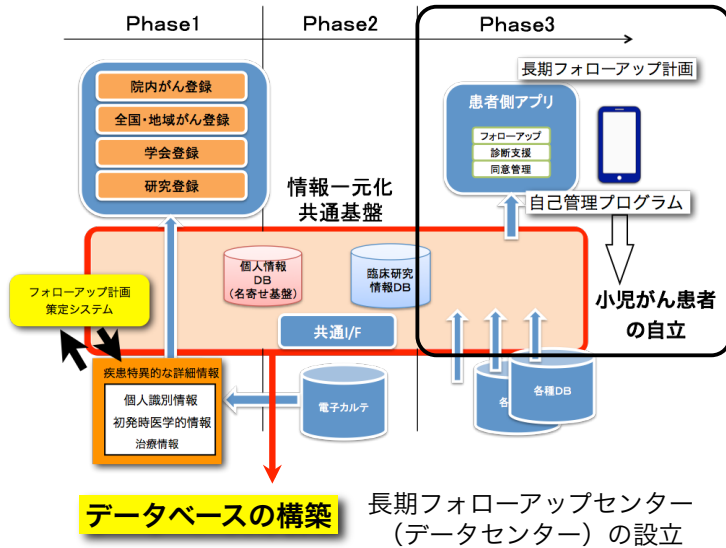 Phase1
Phase2
Phase3
院内がん登録
全国・地域がん登録
学会登録
研究登録
長期フォローアップ計画
患者側アプリ
フォローアップ
診断支援
同意管理
自己管理プログラム
情報一元化
共通基盤
個人情報
DB
(名寄せ基盤)
臨床研究
情報DB
共通I/F
小児がん患者
の自立
フォローアップ計画
策定システム
疾患特異的な詳細情報
個人識別情報
初発時医学的情報
治療情報
電子カルテ
各
各種DB
データベースの構築
長期フォローアップセンター
（データセンター）の設立